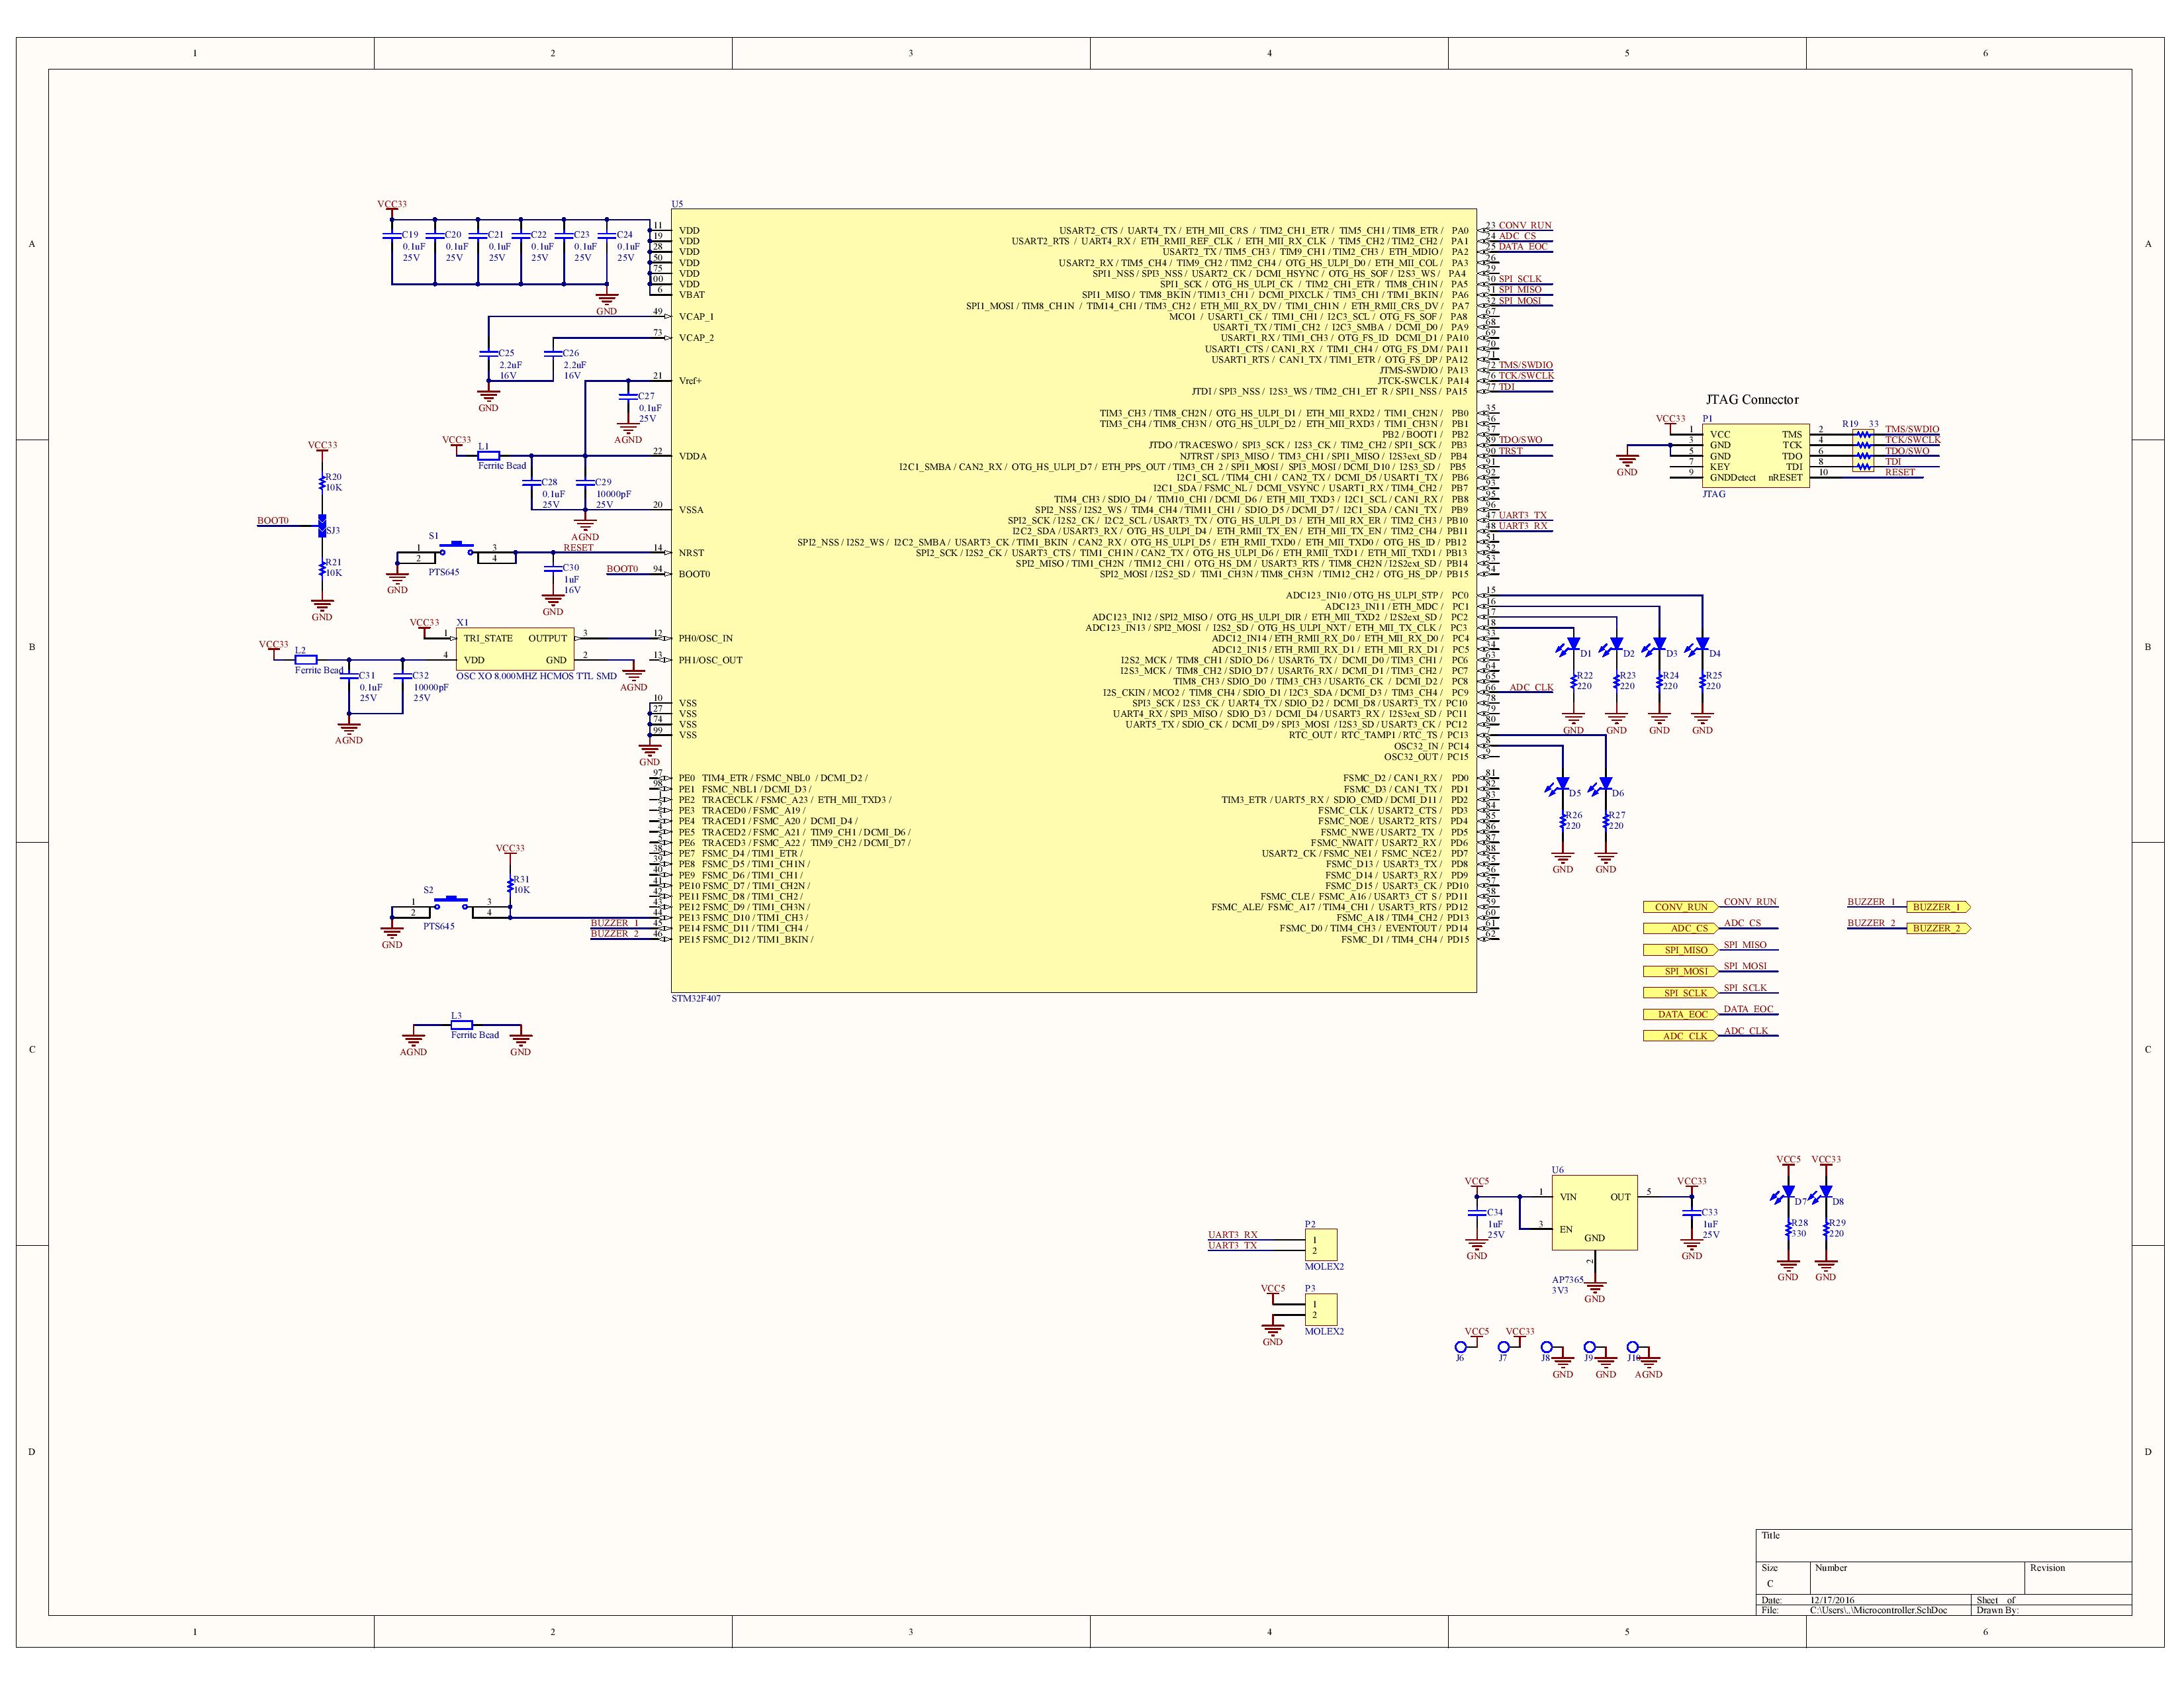 1 2 3 4 5 6
A A
B B
C C
D D
VCC33
C19 C20 C21 C22 C23 C24
0.1uF 0.1uF 0.1uF 0.1uF 0.1uF 0.1uF
25V 25V 25V 25V 25V 25V
GND
C25 C26
2.2uF 2.2uF
16V 16V
GND
C27
0.1uF
25V
AGND
VCC33 L1
Ferrite Bead
C28 C29
0.1uF 10000pF
25V 25V
AGND
VCC33
R20
10K
BOOT0
SJ3
R21
10K
GND
S1
1 3
2 4
PTS645
GND
RESET
C30
1uF
16V
GND
BOOT0
VCC33
X1
1 TRI_STATE OUTPUT 3
4 VDD GND 2
OSC XO 8.000MHZ HCMOS TTL SMD
AGND
VCC33
L2
Ferrite Bead
C31 C32
0.1uF 10000pF
25V 25V
AGND
GND
VCC33
R31
10K
S2
1 3
2 4
PTS645
GND
BUZZER_1
BUZZER_2
L3
Ferrite Bead
AGND GND
U5
11 VDD
19 VDD
28 VDD
50 VDD
75 VDD
100 VDD
6 VBAT
49 VCAP_1
73 VCAP_2
21 Vref+
22 VDDA
20 VSSA
14 NRST
94 BOOT0
12 PH0/OSC_IN
13 PH1/OSC_OUT
10 VSS
27 VSS
74 VSS
99 VSS
97 PE0 TIM4_ETR / FSMC_NBL0 / DCMI_D2 /
98 PE1 FSMC_NBL1 / DCMI_D3 /
1 PE2 TRACECLK / FSMC_A23 / ETH_MII_TXD3 /
2 PE3 TRACED0 / FSMC_A19 /
3 PE4 TRACED1 / FSMC_A20 / DCMI_D4 /
4 PE5 TRACED2 / FSMC_A21 / TIM9_CH1 / DCMI_D6 /
5 PE6 TRACED3 / FSMC_A22 / TIM9_CH2 / DCMI_D7 /
38 PE7 FSMC_D4 / TIM1_ETR /
39 PE8 FSMC_D5 / TIM1_CH1N /
40 PE9 FSMC_D6 / TIM1_CH1 /
41 PE10 FSMC_D7 / TIM1_CH2N /
42 PE11 FSMC_D8 / TIM1_CH2 /
43 PE12 FSMC_D9 / TIM1_CH3N /
44 PE13 FSMC_D10 / TIM1_CH3 /
45 PE14 FSMC_D11 / TIM1_CH4 /
46 PE15 FSMC_D12 / TIM1_BKIN /
STM32F407
USART2_CTS / UART4_TX / ETH_MII_CRS / TIM2_CH1_ETR / TIM5_CH1 / TIM8_ETR / PA0 23 CONV_RUN
USART2_RTS / UART4_RX / ETH_RMII_REF_CLK / ETH_MII_RX_CLK / TIM5_CH2 / TIM2_CH2 / PA1 24 ADC_CS
USART2_TX / TIM5_CH3 / TIM9_CH1 / TIM2_CH3 / ETH_MDIO / PA2 25 DATA_EOC
USART2_RX / TIM5_CH4 / TIM9_CH2 / TIM2_CH4 / OTG_HS_ULPI_D0 / ETH_MII_COL / PA3 26
SPI1_NSS / SPI3_NSS / USART2_CK / DCMI_HSYNC / OTG_HS_SOF / I2S3_WS / PA4 29
SPI1_SCK / OTG_HS_ULPI_CK / TIM2_CH1_ETR / TIM8_CH1N / PA5 30 SPI_SCLK
SPI1_MISO / TIM8_BKIN / TIM13_CH1 / DCMI_PIXCLK / TIM3_CH1 / TIM1_BKIN / PA6 31 SPI_MISO
SPI1_MOSI / TIM8_CH1N / TIM14_CH1 / TIM3_CH2 / ETH_MII_RX_DV / TIM1_CH1N / ETH_RMII_CRS_DV / PA7 32 SPI_MOSI
MCO1 / USART1_CK / TIM1_CH1 / I2C3_SCL / OTG_FS_SOF / PA8 67
USART1_TX / TIM1_CH2 / I2C3_SMBA / DCMI_D0 / PA9 68
USART1_RX / TIM1_CH3 / OTG_FS_ID DCMI_D1 / PA10 69
USART1_CTS / CAN1_RX / TIM1_CH4 / OTG_FS_DM / PA11 70
USART1_RTS / CAN1_TX / TIM1_ETR / OTG_FS_DP / PA12 71
JTMS-SWDIO / PA13 72 TMS/SWDIO
JTCK-SWCLK / PA14 76 TCK/SWCLK
JTDI / SPI3_NSS / I2S3_WS / TIM2_CH1_ET R / SPI1_NSS / PA15 77 TDI
TIM3_CH3 / TIM8_CH2N / OTG_HS_ULPI_D1 / ETH_MII_RXD2 / TIM1_CH2N / PB0 35
TIM3_CH4 / TIM8_CH3N / OTG_HS_ULPI_D2 / ETH_MII_RXD3 / TIM1_CH3N / PB1 36
PB2 / BOOT1 / PB2 37
JTDO / TRACESWO / SPI3_SCK / I2S3_CK / TIM2_CH2 / SPI1_SCK / PB3 89 TDO/SWO
NJTRST / SPI3_MISO / TIM3_CH1 / SPI1_MISO / I2S3ext_SD / PB4 90 TRST
I2C1_SMBA / CAN2_RX / OTG_HS_ULPI_D7 / ETH_PPS_OUT / TIM3_CH 2 / SPI1_MOSI / SPI3_MOSI / DCMI_D10 / I2S3_SD / PB5 91
I2C1_SCL / TIM4_CH1 / CAN2_TX / DCMI_D5 / USART1_TX / PB6 92
I2C1_SDA / FSMC_NL / DCMI_VSYNC / USART1_RX / TIM4_CH2 / PB7 93
TIM4_CH3 / SDIO_D4 / TIM10_CH1 / DCMI_D6 / ETH_MII_TXD3 / I2C1_SCL / CAN1_RX / PB8 95
SPI2_NSS / I2S2_WS / TIM4_CH4 / TIM11_CH1 / SDIO_D5 / DCMI_D7 / I2C1_SDA / CAN1_TX / PB9 96
SPI2_SCK / I2S2_CK / I2C2_SCL / USART3_TX / OTG_HS_ULPI_D3 / ETH_MII_RX_ER / TIM2_CH3 / PB10 47 UART3_TX
I2C2_SDA / USART3_RX / OTG_HS_ULPI_D4 / ETH_RMII_TX_EN / ETH_MII_TX_EN / TIM2_CH4 / PB11 48 UART3_RX
SPI2_NSS / I2S2_WS / I2C2_SMBA / USART3_CK / TIM1_BKIN / CAN2_RX / OTG_HS_ULPI_D5 / ETH_RMII_TXD0 / ETH_MII_TXD0 / OTG_HS_ID / PB12 51
SPI2_SCK / I2S2_CK / USART3_CTS / TIM1_CH1N / CAN2_TX / OTG_HS_ULPI_D6 / ETH_RMII_TXD1 / ETH_MII_TXD1 / PB13 52
SPI2_MISO / TIM1_CH2N / TIM12_CH1 / OTG_HS_DM / USART3_RTS / TIM8_CH2N / I2S2ext_SD / PB14 53
SPI2_MOSI / I2S2_SD / TIM1_CH3N / TIM8_CH3N / TIM12_CH2 / OTG_HS_DP / PB15 54
ADC123_IN10 / OTG_HS_ULPI_STP / PC0 15
ADC123_IN11 / ETH_MDC / PC1 16
ADC123_IN12 / SPI2_MISO / OTG_HS_ULPI_DIR / ETH_MII_TXD2 / I2S2ext_SD / PC2 17
ADC123_IN13 / SPI2_MOSI / I2S2_SD / OTG_HS_ULPI_NXT / ETH_MII_TX_CLK / PC3 18
ADC12_IN14 / ETH_RMII_RX_D0 / ETH_MII_RX_D0 / PC4 33
ADC12_IN15 / ETH_RMII_RX_D1 / ETH_MII_RX_D1 / PC5 34
I2S2_MCK / TIM8_CH1 / SDIO_D6 / USART6_TX / DCMI_D0 / TIM3_CH1 / PC6 63
I2S3_MCK / TIM8_CH2 / SDIO_D7 / USART6_RX / DCMI_D1 / TIM3_CH2 / PC7 64
TIM8_CH3 / SDIO_D0 / TIM3_CH3 / USART6_CK / DCMI_D2 / PC8 65
I2S_CKIN / MCO2 / TIM8_CH4 / SDIO_D1 / I2C3_SDA / DCMI_D3 / TIM3_CH4 / PC9 66 ADC_CLK
SPI3_SCK / I2S3_CK / UART4_TX / SDIO_D2 / DCMI_D8 / USART3_TX / PC10 78
UART4_RX / SPI3_MISO / SDIO_D3 / DCMI_D4 / USART3_RX / I2S3ext_SD / PC11 79
UART5_TX / SDIO_CK / DCMI_D9 / SPI3_MOSI / I2S3_SD / USART3_CK / PC12 80
RTC_OUT / RTC_TAMP1 / RTC_TS / PC13 7
OSC32_IN / PC14 8
OSC32_OUT / PC15 9
FSMC_D2 / CAN1_RX / PD0 81
FSMC_D3 / CAN1_TX / PD1 82
TIM3_ETR / UART5_RX / SDIO_CMD / DCMI_D11 / PD2 83
FSMC_CLK / USART2_CTS / PD3 84
FSMC_NOE / USART2_RTS / PD4 85
FSMC_NWE / USART2_TX / PD5 86
FSMC_NWAIT / USART2_RX / PD6 87
USART2_CK / FSMC_NE1 / FSMC_NCE2 / PD7 88
FSMC_D13 / USART3_TX / PD8 55
FSMC_D14 / USART3_RX / PD9 56
FSMC_D15 / USART3_CK / PD10 57
FSMC_CLE / FSMC_A16 / USART3_CT S / PD11 58
FSMC_ALE/ FSMC_A17 / TIM4_CH1 / USART3_RTS / PD12 59
FSMC_A18 / TIM4_CH2 / PD13 60
FSMC_D0 / TIM4_CH3 / EVENTOUT / PD14 61
FSMC_D1 / TIM4_CH4 / PD15 62
D1 D2 D3 D4
R22 R23 R24 R25
220 220 220 220
GND GND GND GND
D5 D6
R26 R27
220 220
GND GND
JTAG Connector
VCC33 P1 R19 33
1 VCC TMS 2 TMS/SWDIO
3 GND TCK 4 TCK/SWCLK
5 GND TDO 6 TDO/SWO
7 KEY TDI 8 TDI
9 GNDDetect nRESET 10 RESET
GND
JTAG
CONV_RUN CONV_RUN
ADC_CS ADC_CS
SPI_MISO SPI_MISO
SPI_MOSI SPI_MOSI
SPI_SCLK SPI_SCLK
DATA_EOC DATA_EOC
ADC_CLK ADC_CLK
BUZZER_1 BUZZER_1
BUZZER_2 BUZZER_2
UART3_RX
UART3_TX
P2
1
2
MOLEX2
VCC5
P3
1
2
MOLEX2
GND
U6
VCC5 1 VIN OUT 5 VCC33
C34 C33
1uF 3 EN 1uF
25V GND 25V
GND 2 GND
AP7365
3V3
GND
VCC5 VCC33
D7 D8
R28 R29
330 220
GND GND
VCC5 VCC33
J6 J7 J8 J9 J10
GND GND AGND
Title
Size Number Revision
C
Date: 12/17/2016 Sheet of
File: C:\Users\..\Microcontroller.SchDoc Drawn By:
1 2 3 4 5 6